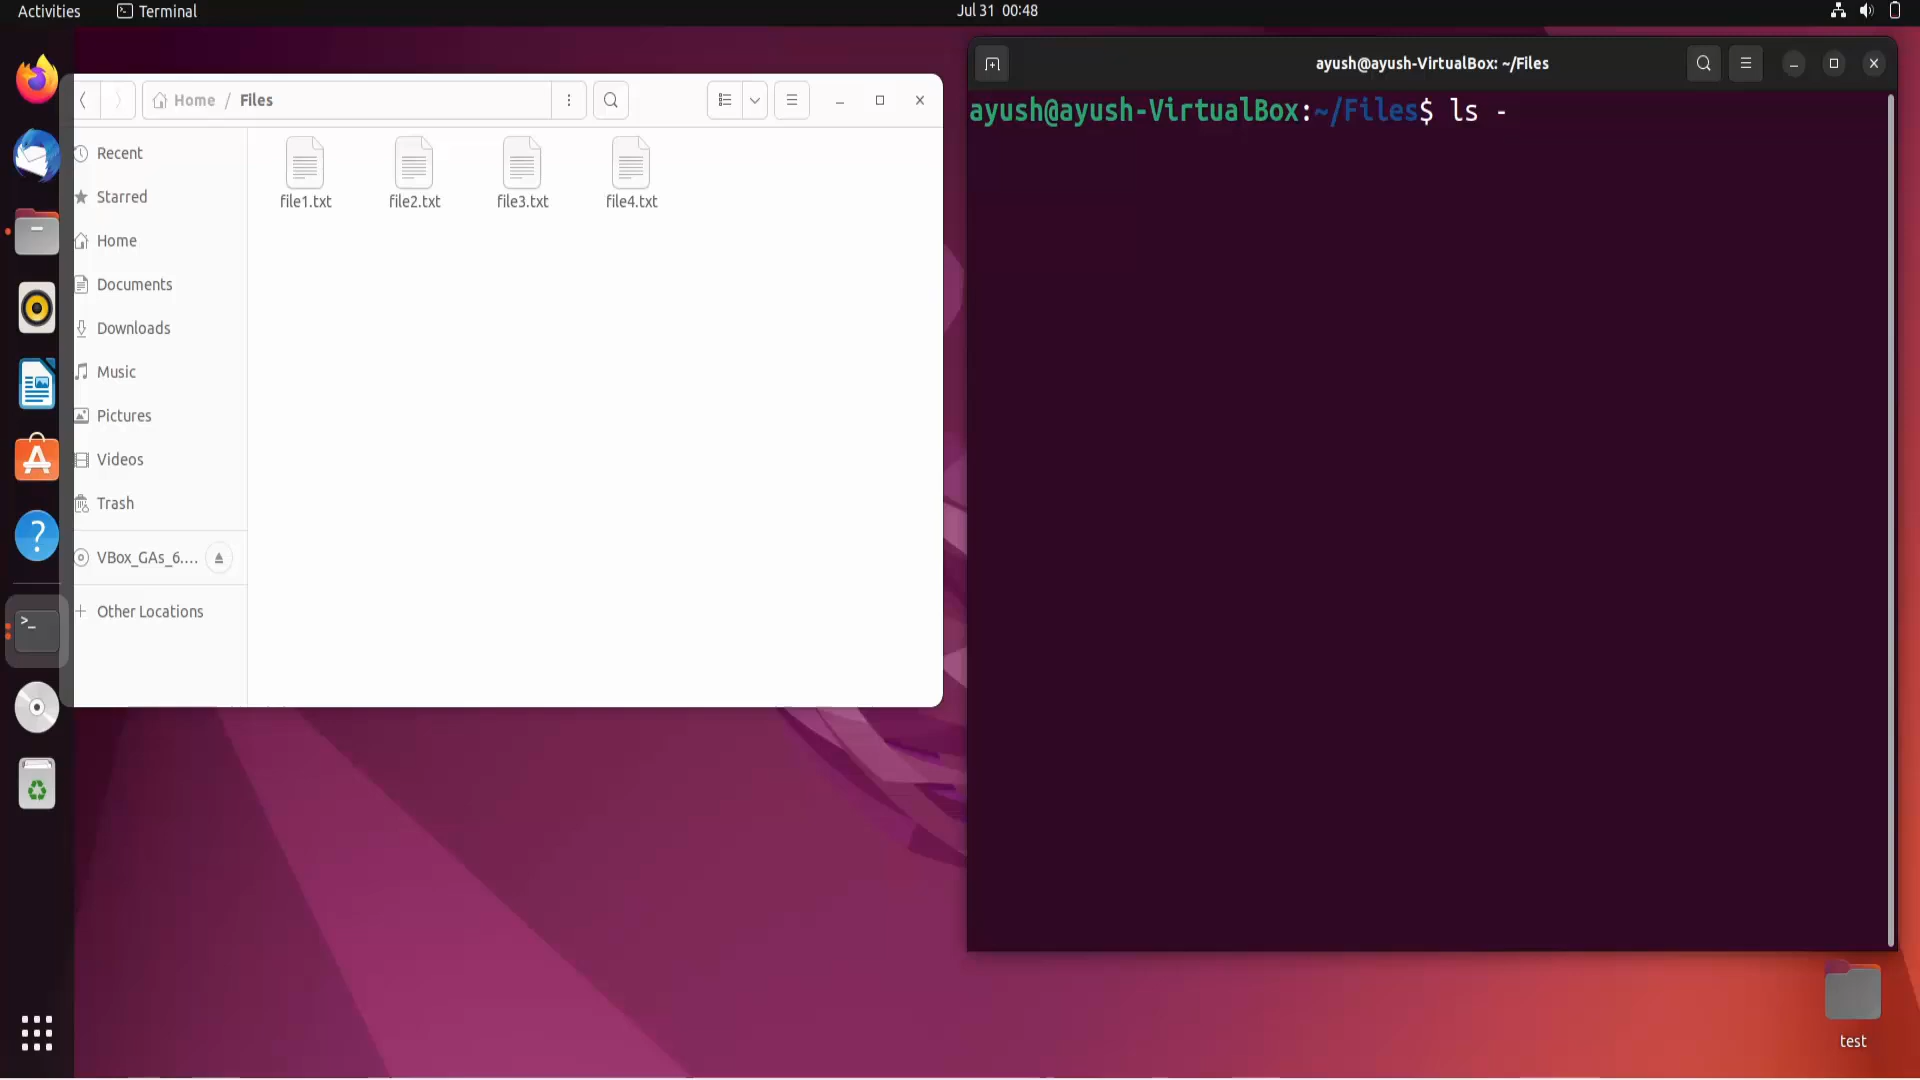 Activities
Terminal
Jul 31 00:48
Home / Files
Recent
Starred
Home
Documents
Downloads
Music
Pictures
Videos
Trash
VBox_GAs_6....
+ Other Locations
file1.txt
file2.txt
file3.txt
file4.txt
ayush@ayush-VirtualBox: ~/Files
ayush@ayush-VirtualBox:~/Files$ ls -
test